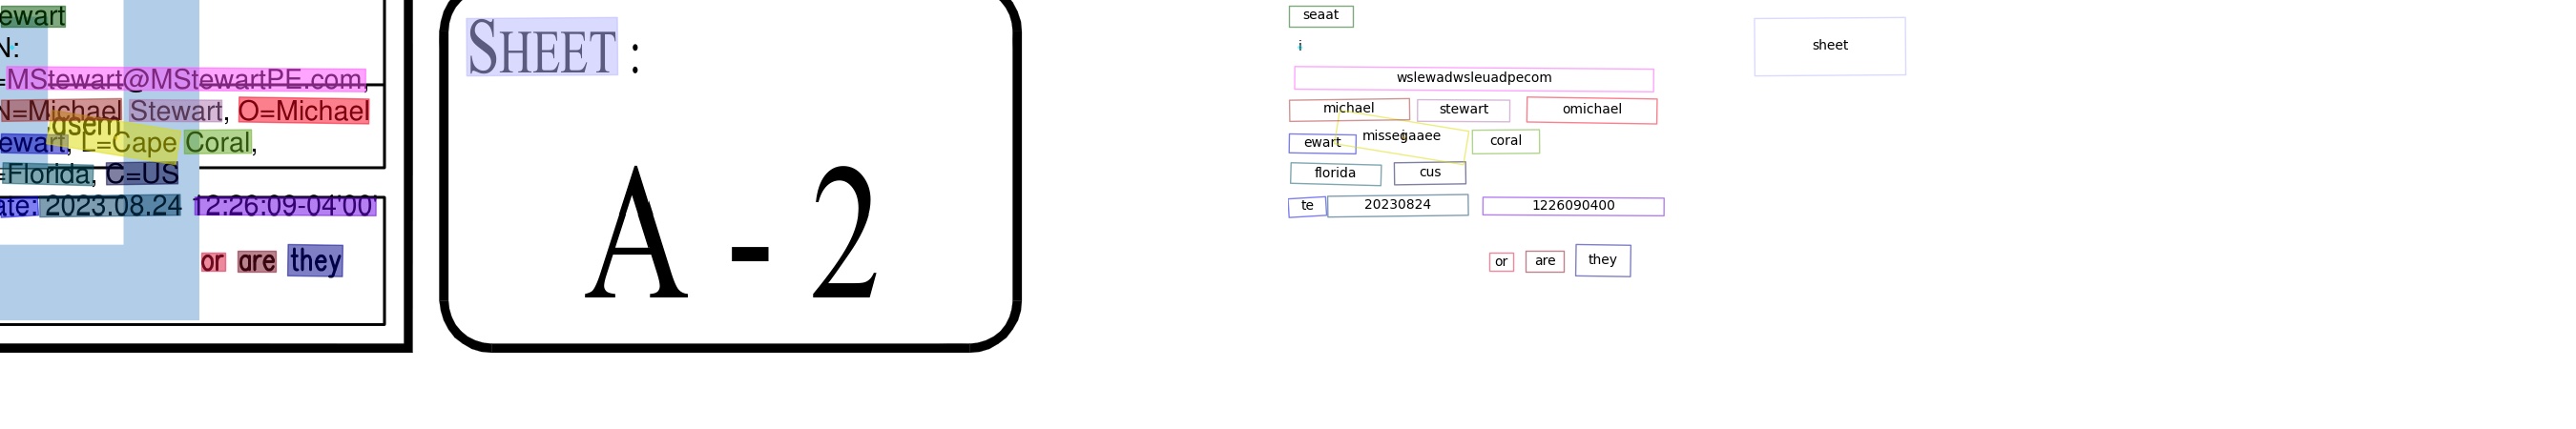 ewart
N:
=MStewart@MStewartPE.com,
N=Michael Stewart, O=Michael
ewart, L=Cape Coral,
=Florida, C=US
ate: 2023.08.24 12:26:09-04'00'
or are they
SHEET :
A - 2
seaat
i
wslewadwsleuadpecom
michael stewart omichael
ewart coral
florida cus
te 20230824 1226090400
or are they
sheet